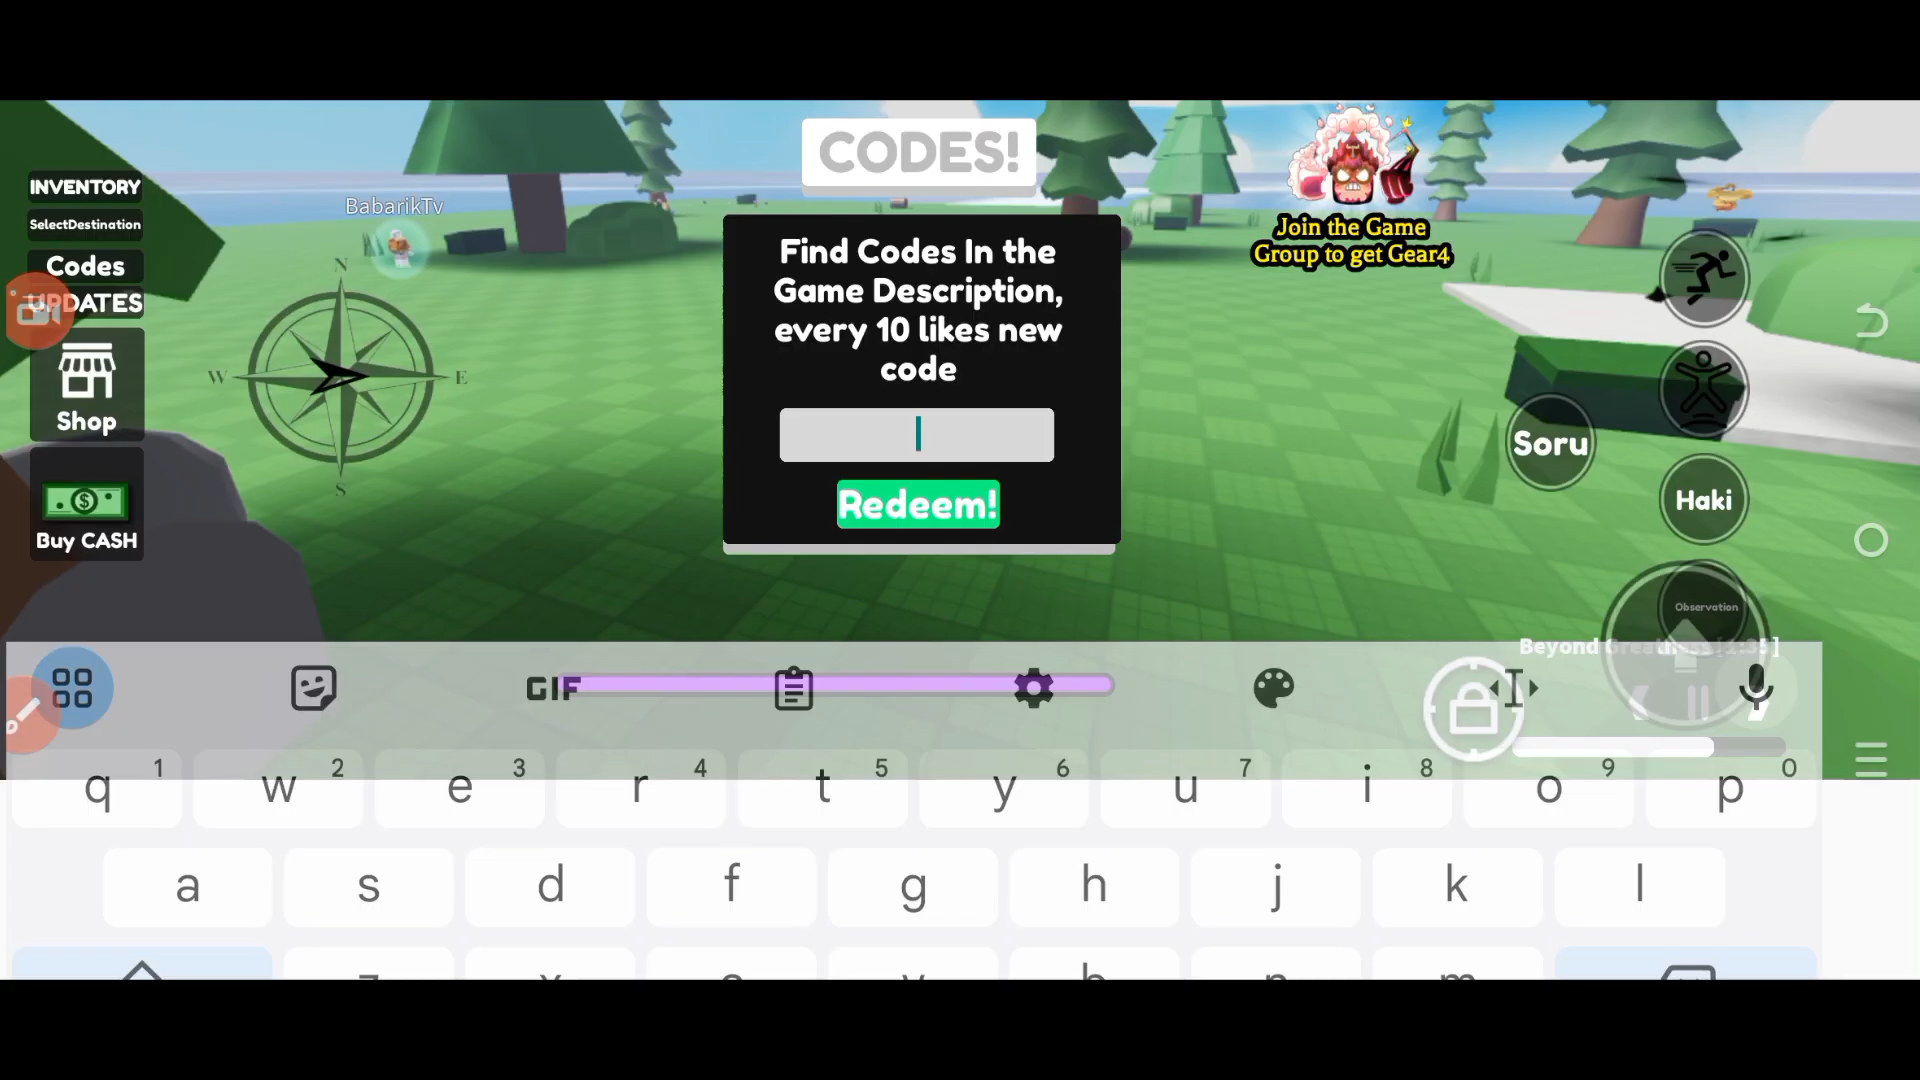 CODES!
INVENTORY
SelectDestination
Codes
UPDATES
Shop
Buy CASH
BabarikTv
N
W
E
S
Find Codes In the
Game Description,
every 10 likes new
code
Redeem!
Join the Game
Group to get Gear4
Soru
Haki
Observation
GIF
q 1 w 2 e 3 r 4 t 5 y 6 u 7 i 8 o 9 p 0
a s d f g h j k l